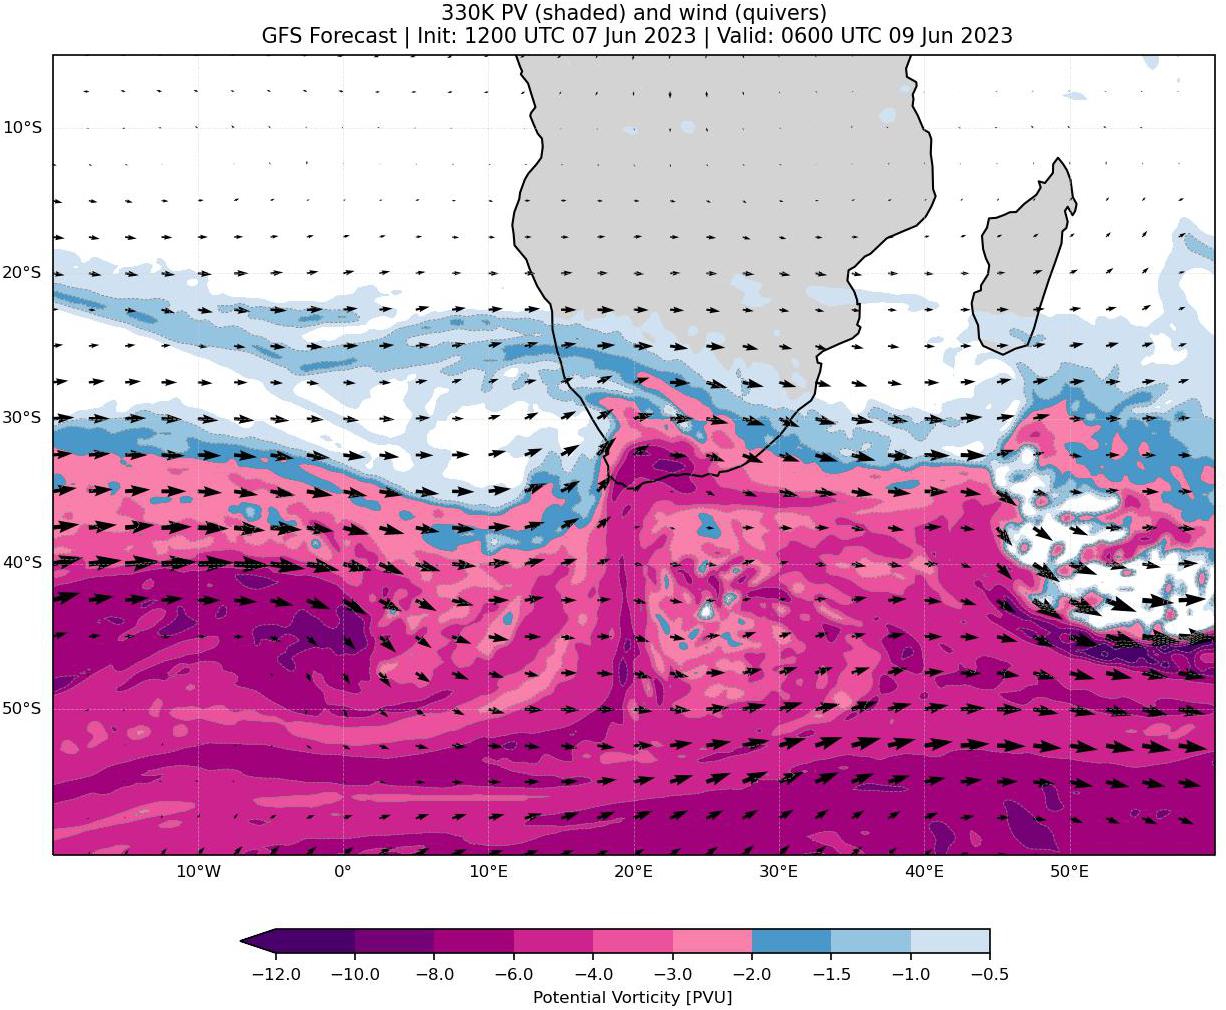 330K PV (shaded) and wind (quivers)
GFS Forecast | Init: 1200 UTC 07 Jun 2023 | Valid: 0600 UTC 09 Jun 2023
10°S
20°S
30°S
40°S
50°S
10°W 0° 10°E 20°E 30°E 40°E 50°E
−12.0 −10.0 −8.0 −6.0 −4.0 −3.0 −2.0 −1.5 −1.0 −0.5
Potential Vorticity [PVU]